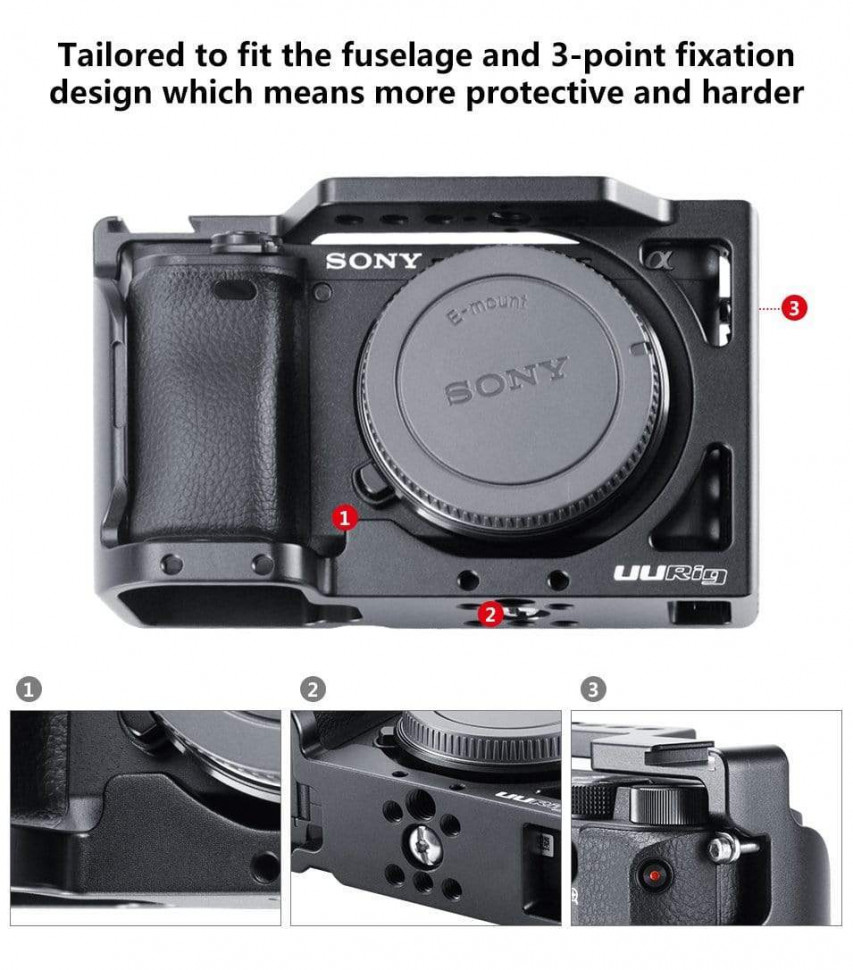 Tailored to fit the fuselage and 3-point fixation
design which means more protective and harder
SONY
α
E-mount
SONY
3
1
UURig
2
1
2
3